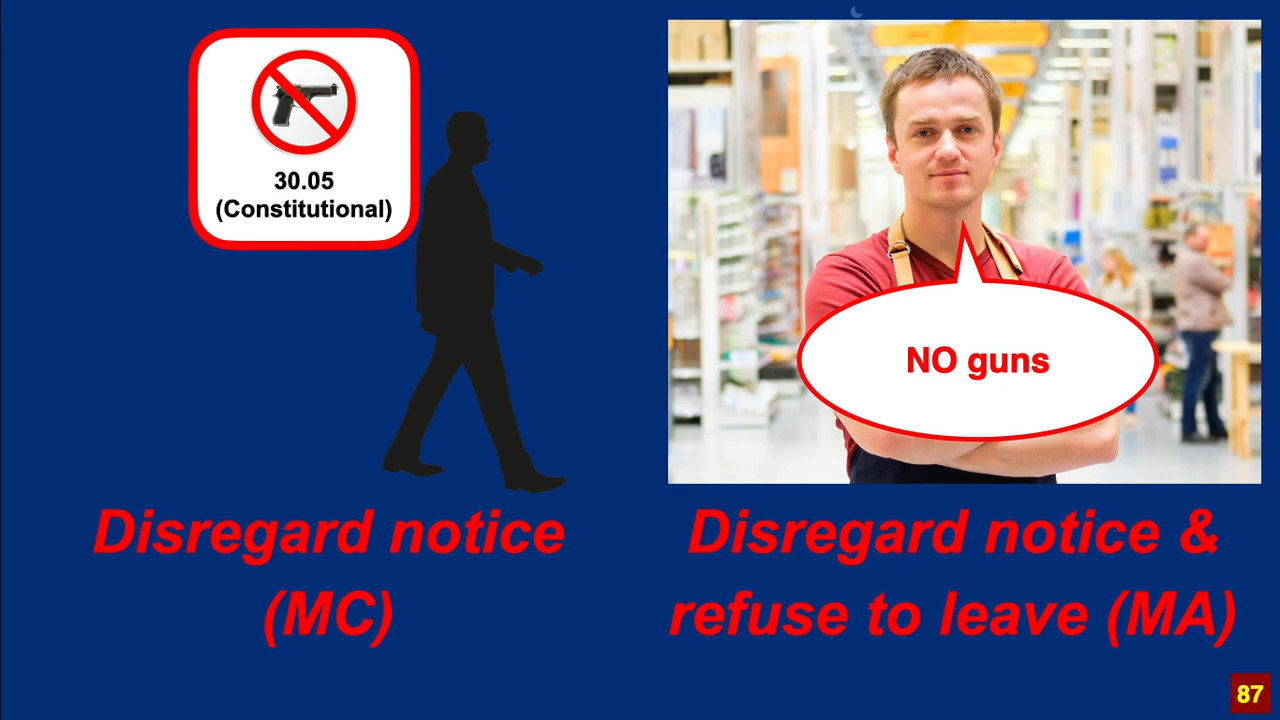 30.05
(Constitutional)
NO guns
Disregard notice
(MC)
Disregard notice &
refuse to leave (MA)
87